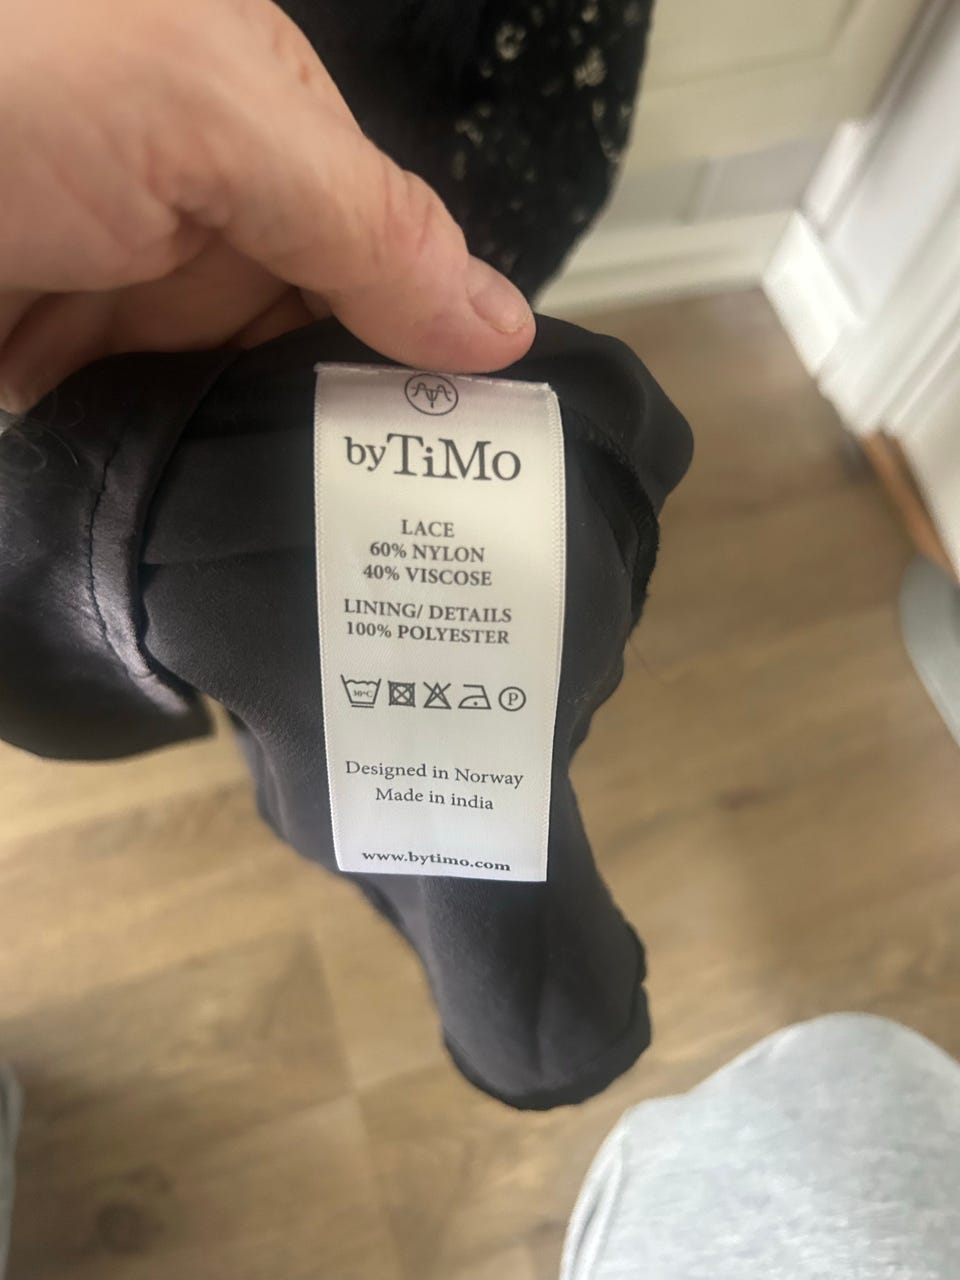 byTiMo
LACE
60% NYLON
40% VISCOSE
LINING/ DETAILS
100% POLYESTER
30°C
P
Designed in Norway
Made in india
www.bytimo.com